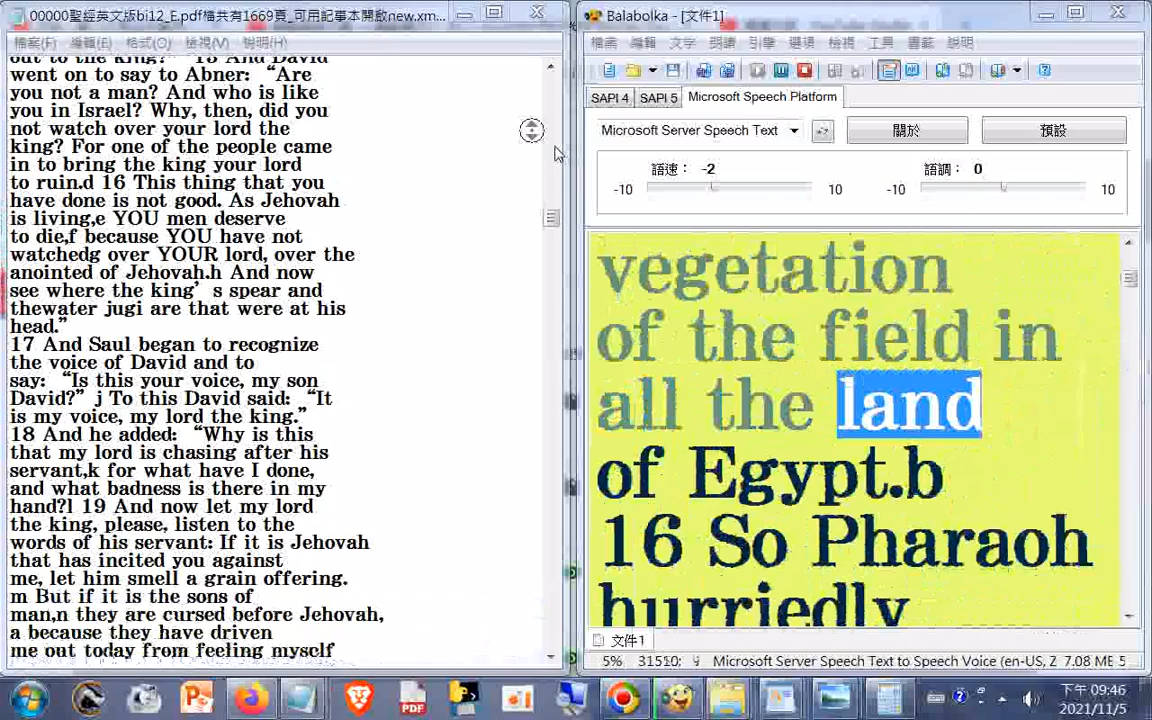 00000聖經英文版bi12_E.pdf檔共有1669頁_可用記事本開啟new.xm...
檔案(F) 編輯(E) 格式(O) 檢視(V) 說明(H)
out to the king?" 15 And David
went on to say to Abner: “Are
you not a man? And who is like
you in Israel? Why, then, did you
not watch over your lord the
king? For one of the people came
in to bring the king your lord
to ruin.d 16 This thing that you
have done is not good. As Jehovah
is living,e YOU men deserve
to die,f because YOU have not
watchedg over YOUR lord, over the
anointed of Jehovah.h And now
see where the king’s spear and
thewater jugi are that were at his
head.”
17 And Saul began to recognize
the voice of David and to
say: “Is this your voice, my son
David?” j To this David said: “It
is my voice, my lord the king.”
18 And he added: “Why is this
that my lord is chasing after his
servant,k for what have I done,
and what badness is there in my
hand?l 19 And now let my lord
the king, please, listen to the
words of his servant: If it is Jehovah
that has incited you against
me, let him smell a grain offering.
m But if it is the sons of
man,n they are cursed before Jehovah,
a because they have driven
me out today from feeling myself
Balabolka - [文件1]
檔案 編輯 文字 朗讀 引擎 選項 檢視 工具 書籤 說明
SAPI 4 SAPI 5 Microsoft Speech Platform
Microsoft Server Speech Text 關於 預設
語速： -2 語調： 0
-10 10 -10 10
vegetation
of the field in
all the land
of Egypt.b
16 So Pharaoh
hurriedly
文件1
5% 31510: 9 Microsoft Server Speech Text to Speech Voice (en-US, Z 7.08 MB 5
PDF
下午 09:46
2021/11/5